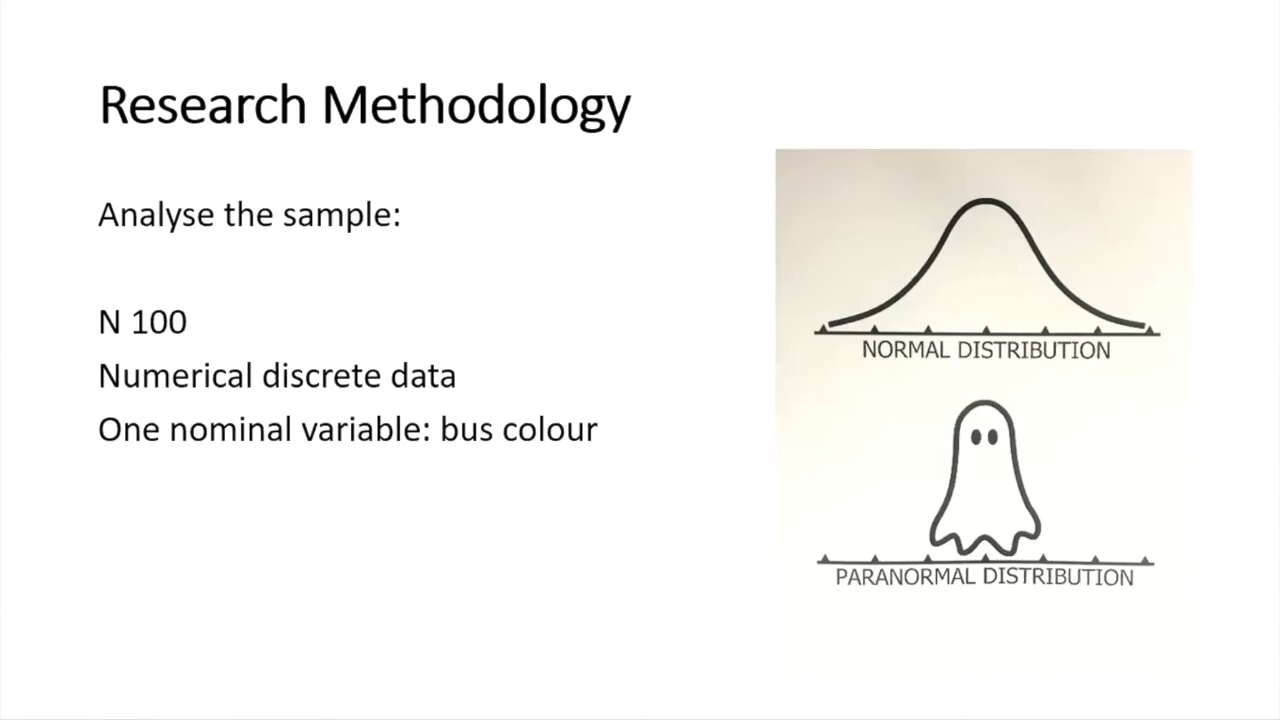 Research Methodology
Analyse the sample:
N 100
Numerical discrete data
One nominal variable: bus colour
NORMAL DISTRIBUTION
PARANORMAL DISTRIBUTION